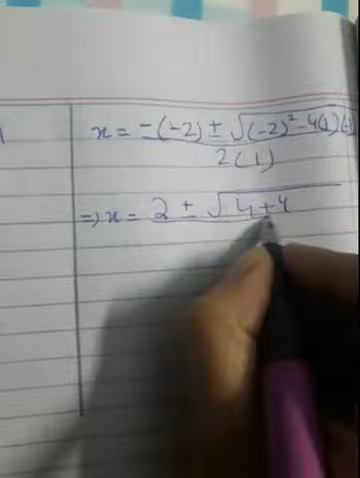 x = -(-2) ± √(-2)² - 4(1)(-
2(1)
⇒ x = 2 ± √4+4